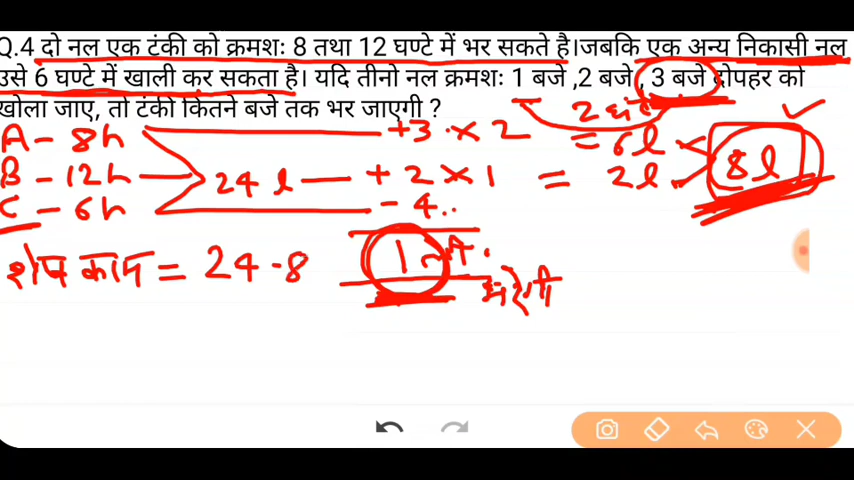 Q.4 दो नल एक टंकी को क्रमशः 8 तथा 12 घण्टे में भर सकते है।जबकि एक अन्य निकासी नल
उसे 6 घण्टे में खाली कर सकता है। यदि तीनो नल क्रमशः 1 बजे ,2 बजे , 3 बजे दोपहर को
खोला जाए, तो टंकी कितने बजे तक भर जाएगी ?
2 घंटे
A - 8h +3 × 2 = 6l
B - 12h 24 l + 2 × 1 = 2l 8l
C - 6h - 4
शेष काम = 24 - 8 1